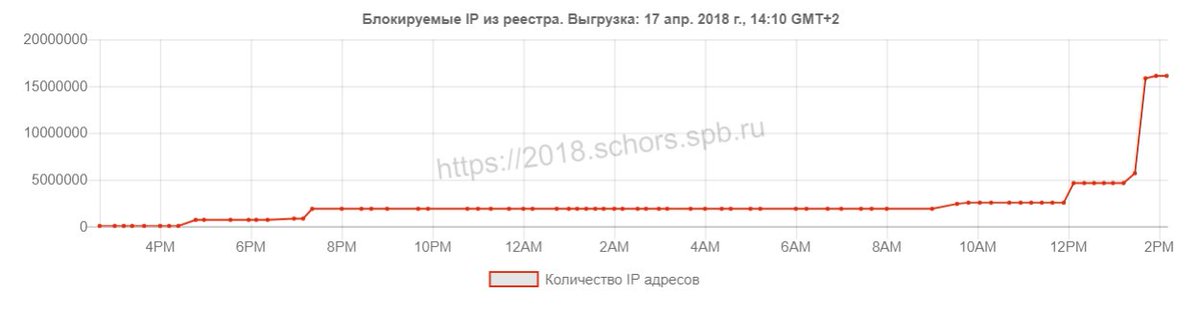 Блокируемые IP из реестра. Выгрузка: 17 апр. 2018 г., 14:10 GMT+2
20000000
15000000
10000000
5000000
0
https://2018.schors.spb.ru
4PM 6PM 8PM 10PM 12AM 2AM 4AM 6AM 8AM 10AM 12PM 2PM
Количество IP адресов